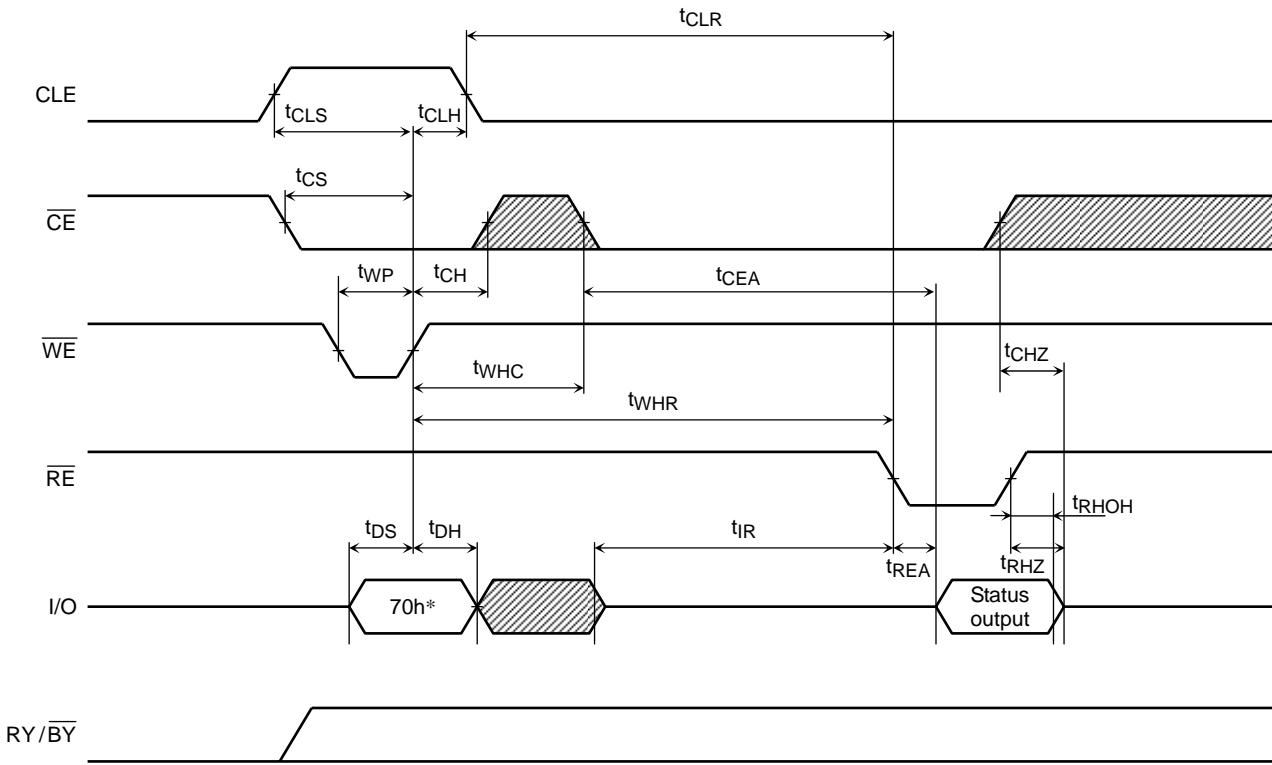 tCLR
CLE
tCLS
tCLH
tCS
CE
tWP
tCH
tCEA
WE
tCHZ
tWHC
tWHR
RE
tRHOH
tDS
tDH
tIR
tREA
tRHZ
I/O
70h*
Status
output
RY/BY